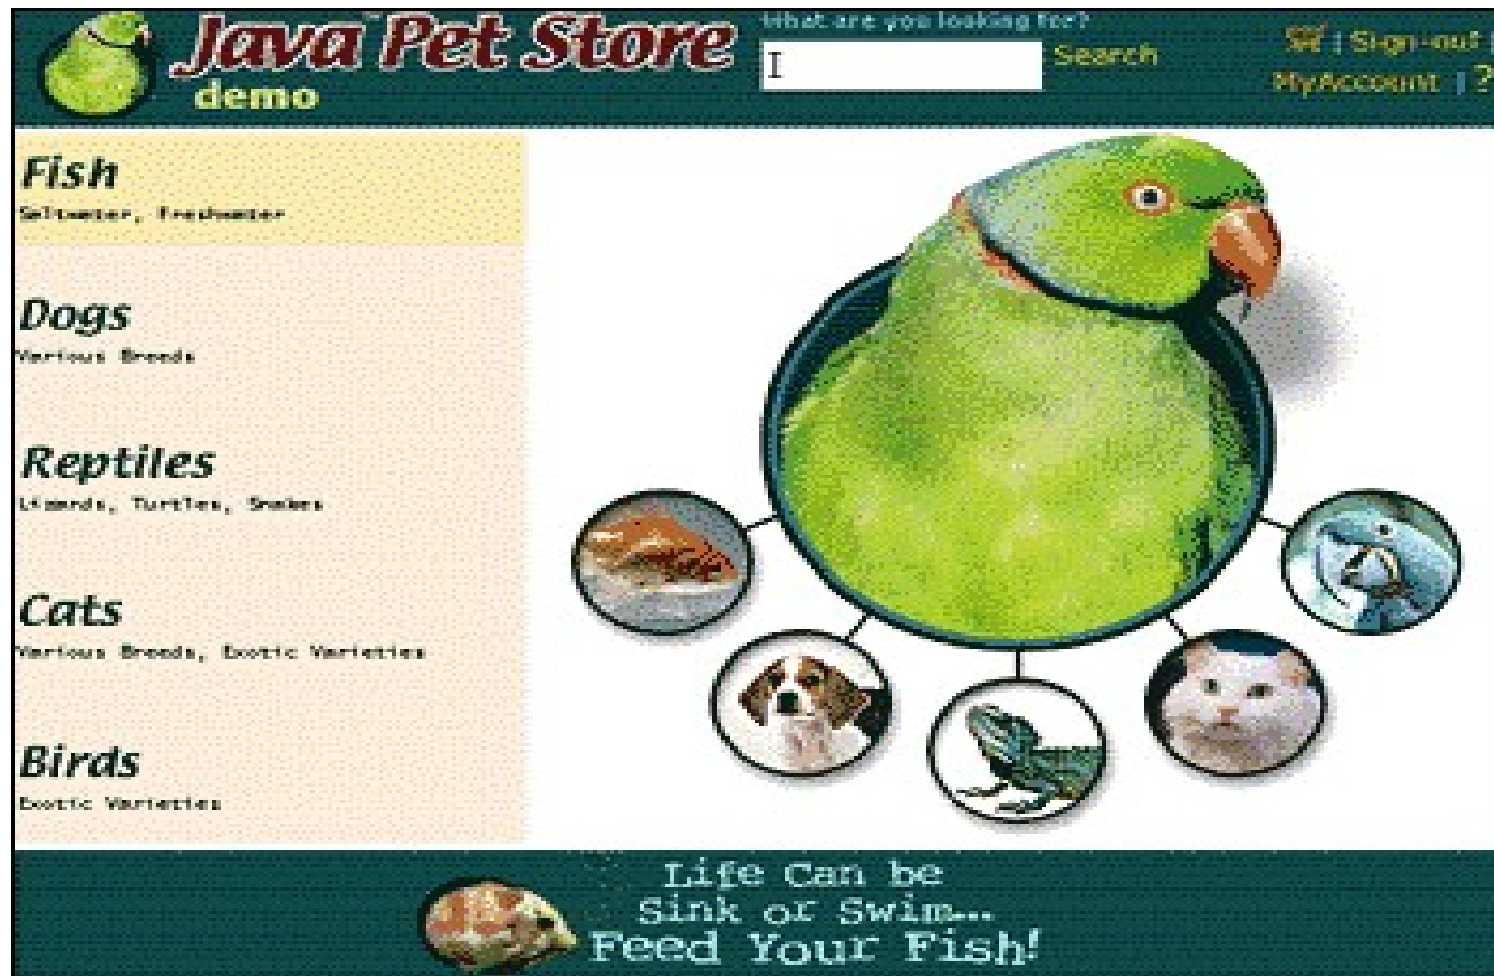 Java Pet Store
demo
What are you looking for?
Search
| Sign-out |
MyAccount | ?
Fish
Saltwater, Freshwater
Dogs
Various Breeds
Reptiles
Lizards, Turtles, Snakes
Cats
Various Breeds, Exotic Varieties
Birds
Exotic Varieties
Life Can be
Sink or Swim...
Feed Your Fish!